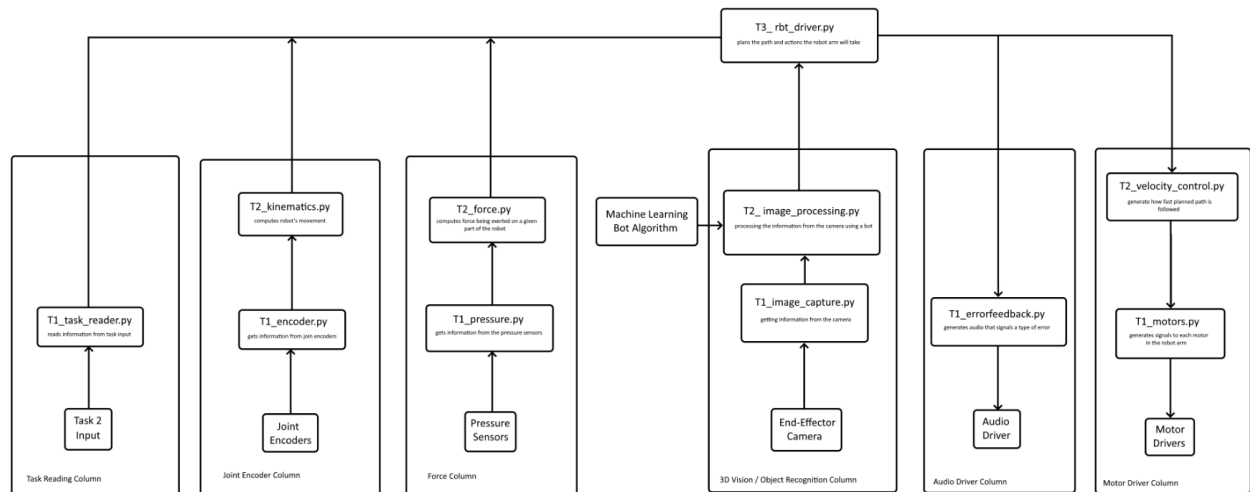 T3_ rbt_driver.py
plans the path and actions the robot arm will take
T1_task_reader.py
reads information from task input
Task 2
Input
Task Reading Column
T2_kinematics.py
computes robot's movement
T1_encoder.py
gets information from join encoders
Joint
Encoders
Joint Encoder Column
T2_force.py
computes force being exerted on a given
part of the robot
T1_pressure.py
gets information from the pressure sensors
Pressure
Sensors
Force Column
Machine Learning
Bot Algorithm
T2_ image_processing.py
processing the information from the camera using a bot
T1_image_capture.py
getting information from the camera
End-Effector
Camera
3D Vision / Object Recognition Column
T1_errorfeedback.py
generates audio that signals a type of error
Audio
Driver
Audio Driver Column
T2_velocity_control.py
generate how fast planned path is
followed
T1_motors.py
generates signals to each motor
in the robot arm
Motor
Drivers
Motor Driver Column